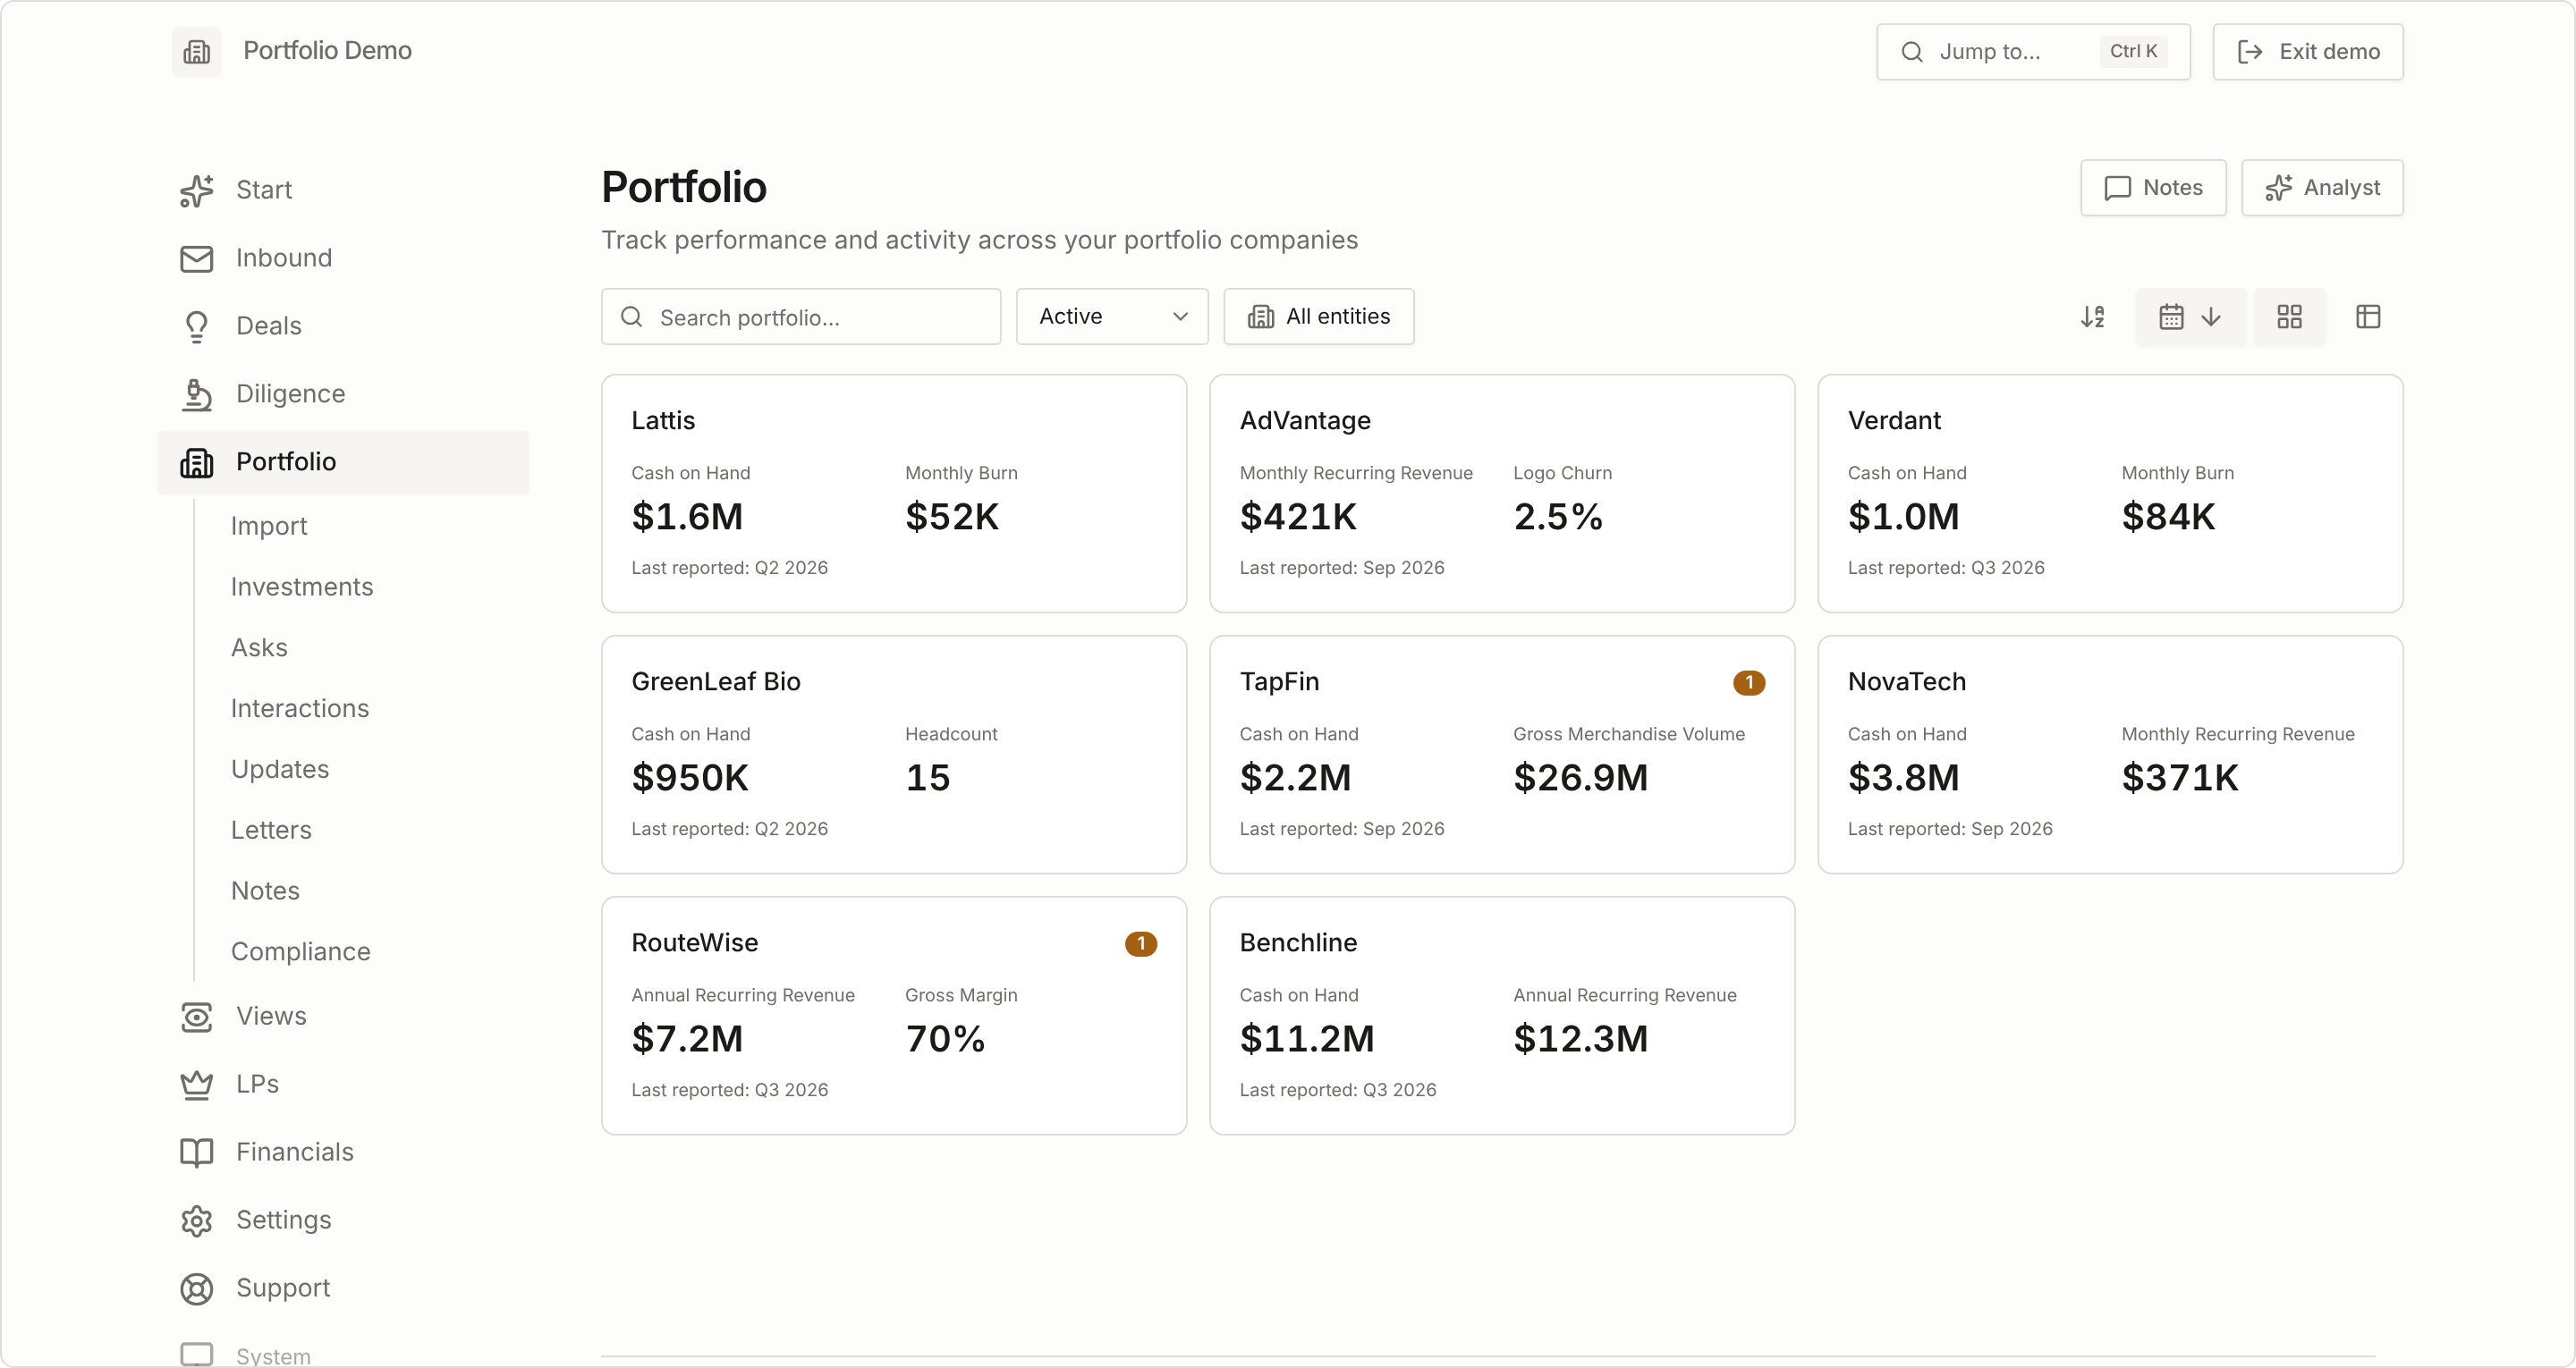 Portfolio Demo
Jump to...
Ctrl K
Exit demo
Start
Inbound
Deals
Diligence
Portfolio
Import
Investments
Asks
Interactions
Updates
Letters
Notes
Compliance
Views
LPs
Financials
Settings
Support
System
Portfolio
Track performance and activity across your portfolio companies
Notes
Analyst
Search portfolio...
Active
All entities
Lattis
Cash on Hand
Monthly Burn
$1.6M
$52K
Last reported: Q2 2026
AdVantage
Monthly Recurring Revenue
Logo Churn
$421K
2.5%
Last reported: Sep 2026
Verdant
Cash on Hand
Monthly Burn
$1.0M
$84K
Last reported: Q3 2026
GreenLeaf Bio
Cash on Hand
Headcount
$950K
15
Last reported: Q2 2026
TapFin
1
Cash on Hand
Gross Merchandise Volume
$2.2M
$26.9M
Last reported: Sep 2026
NovaTech
Cash on Hand
Monthly Recurring Revenue
$3.8M
$371K
Last reported: Sep 2026
RouteWise
1
Annual Recurring Revenue
Gross Margin
$7.2M
70%
Last reported: Q3 2026
Benchline
Cash on Hand
Annual Recurring Revenue
$11.2M
$12.3M
Last reported: Q3 2026